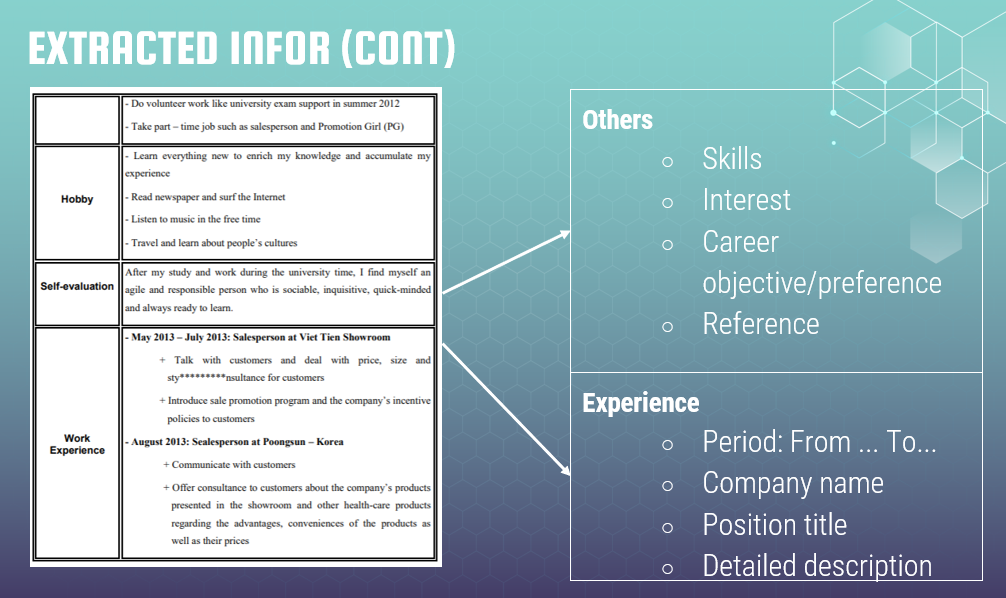 EXTRACTED INFOR (CONT)
- Do volunteer work like university exam support in summer 2012
- Take part – time job such as salesperson and Promotion Girl (PG)
Hobby
- Learn everything new to enrich my knowledge and accumulate my
experience
- Read newspaper and surf the Internet
- Listen to music in the free time
- Travel and learn about people's cultures
Self-evaluation
After my study and work during the university time, I find myself an
agile and responsible person who is sociable, inquisitive, quick-minded
and always ready to learn.
Work
Experience
- May 2013 – July 2013: Salesperson at Viet Tien Showroom
+ Talk with customers and deal with price, size and
sty*********nsultance for customers
+ Introduce sale promotion program and the company's incentive
policies to customers
- August 2013: Sealesperson at Poongsun – Korea
+ Communicate with customers
+ Offer consultance to customers about the company's products
presented in the showroom and other health-care products
regarding the advantages, conveniences of the products as
well as their prices
Others
○ Skills
○ Interest
○ Career
objective/preference
○ Reference
Experience
○ Period: From ... To...
○ Company name
○ Position title
○ Detailed description